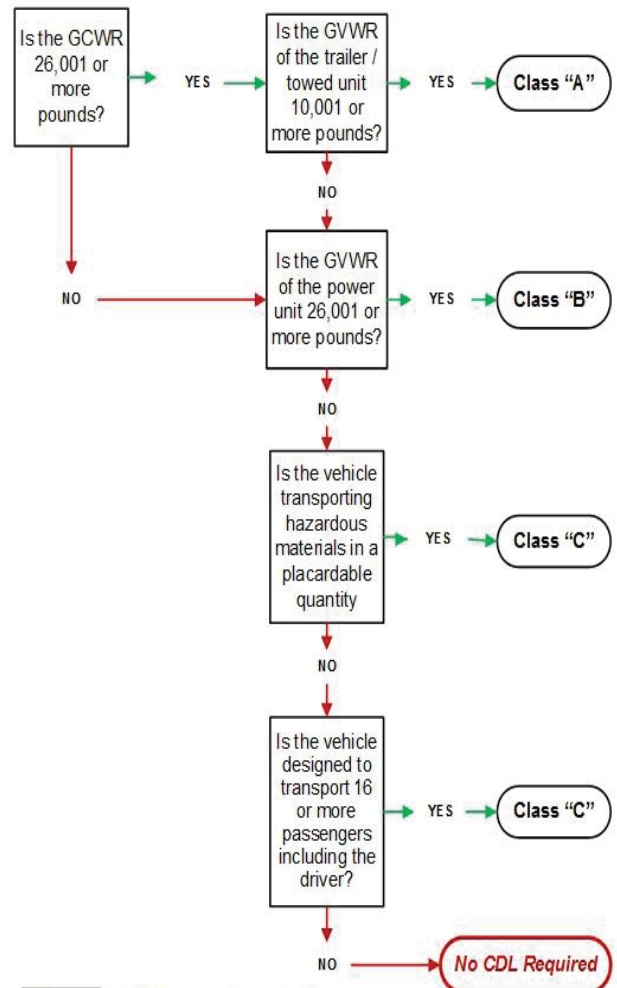 Is the GCWR
26,001 or
more
pounds?
YES
Is the GVWR
of the trailer /
towed unit
10,001 or
more pounds?
YES
Class “A”
NO
NO
Is the GVWR
of the power
unit 26,001 or
more pounds?
YES
Class “B”
NO
Is the vehicle
transporting
hazardous
materials in a
placardable
quantity
YES
Class “C”
NO
Is the vehicle
designed to
transport 16
or more
passengers
including the
driver?
YES
Class “C”
NO
No CDL Required